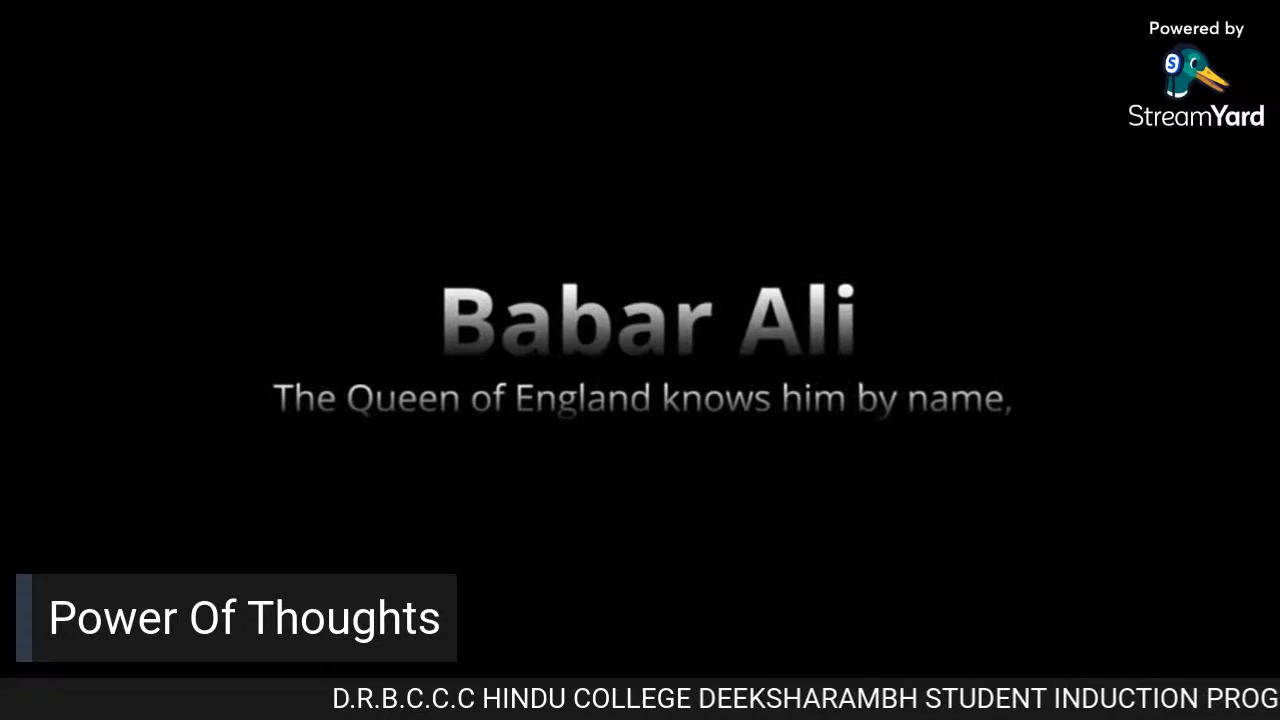 Powered by
S
StreamYard
Babar Ali
The Queen of England knows him by name,
Power Of Thoughts
D.R.B.C.C.C HINDU COLLEGE DEEKSHARAMBH STUDENT INDUCTION PROG